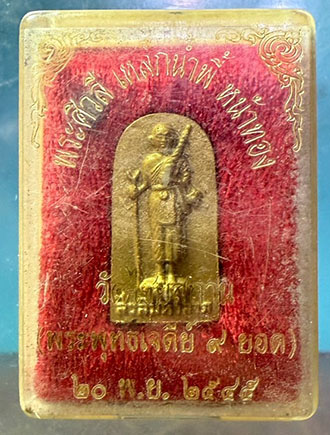 พระสิวลี เหล็กน้ำพี้ หน้าทอง
(พระพุทธเจดีย์ ๙ ยอด)
๒๐ พ.ย. ๒๕๔๕